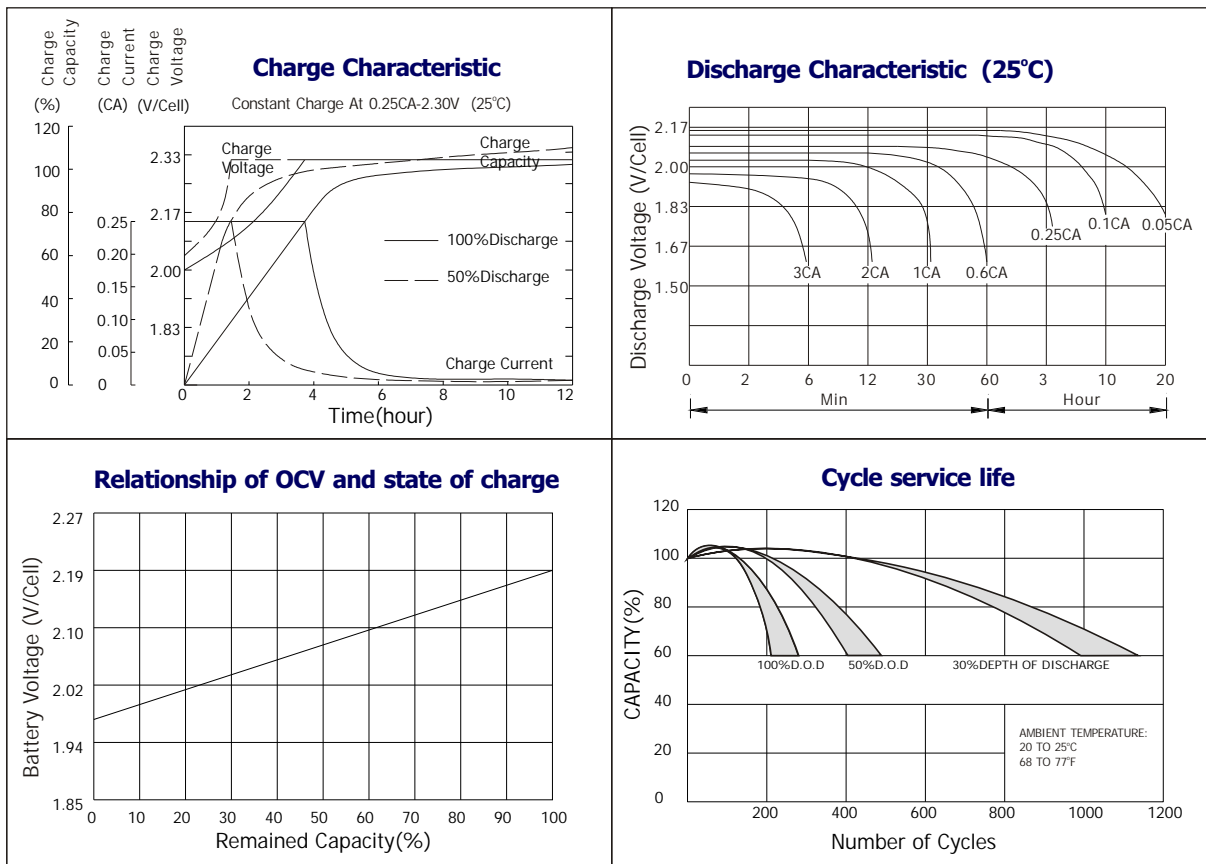 Charge Capacity
Charge Current
Charge Voltage
(%)
(CA)
(V/Cell)
Charge Characteristic
Constant Charge At 0.25CA-2.30V (25°C)
120
100
80
60
40
20
0
0.25
0.20
0.15
0.10
0.05
0
2.33
2.17
2.00
1.83
Charge
Voltage
Charge
Capacity
100%Discharge
50%Discharge
Charge Current
0 2 4 6 8 10 12
Time(hour)
Discharge Characteristic (25°C)
Discharge Voltage (V/Cell)
2.17
2.00
1.83
1.67
1.50
3CA
2CA
1CA
0.6CA
0.25CA
0.1CA
0.05CA
0 2 6 12 30 60 3 10 20
Min
Hour
Relationship of OCV and state of charge
Battery Voltage (V/Cell)
2.27
2.19
2.10
2.02
1.94
1.85
0 10 20 30 40 50 60 70 80 90 100
Remained Capacity(%)
Cycle service life
CAPACITY(%)
120
100
80
60
40
20
0
100%D.O.D
50%D.O.D
30%DEPTH OF DISCHARGE
AMBIENT TEMPERATURE:
20 TO 25°C
68 TO 77°F
200 400 600 800 1000 1200
Number of Cycles